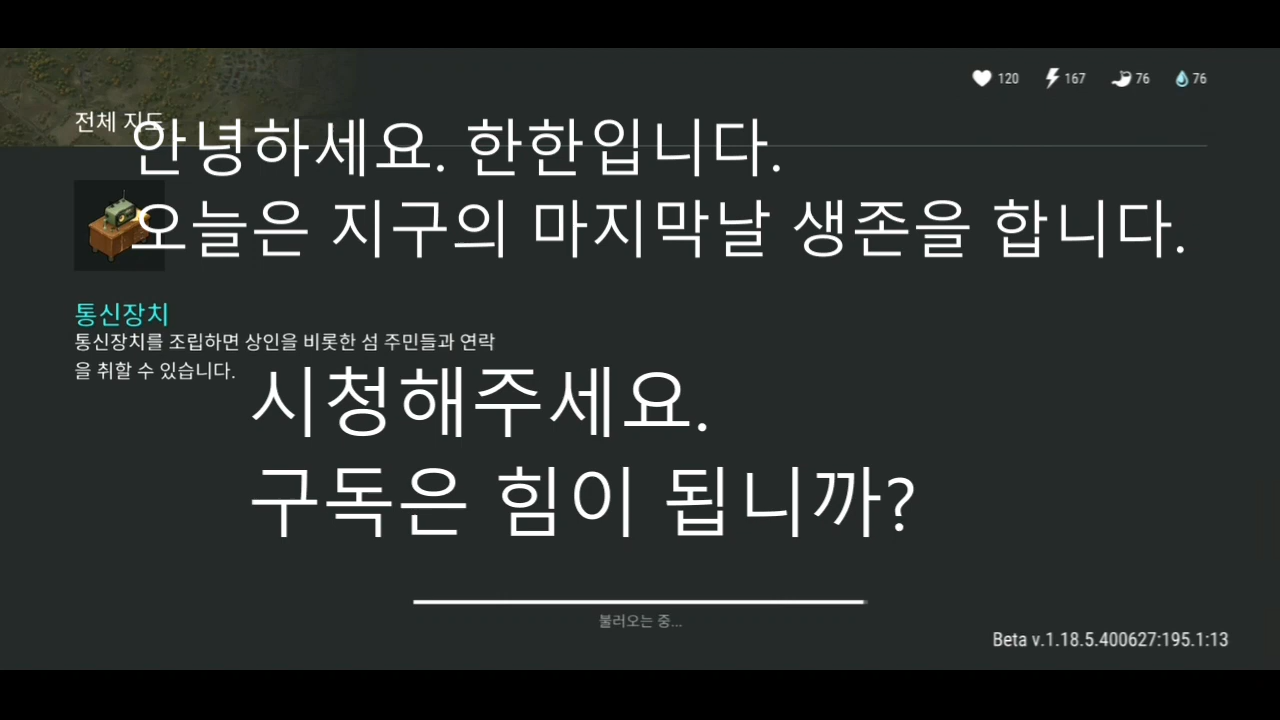 120 167 76 76
전체 지도
안녕하세요. 한한입니다.
오늘은 지구의 마지막날 생존을 합니다.
통신장치
통신장치를 조립하면 상인을 비롯한 섬 주민들과 연락
을 취할 수 있습니다.
시청해주세요.
구독은 힘이 됩니까?
불러오는 중...
Beta v.1.18.5.400627:195.1:13